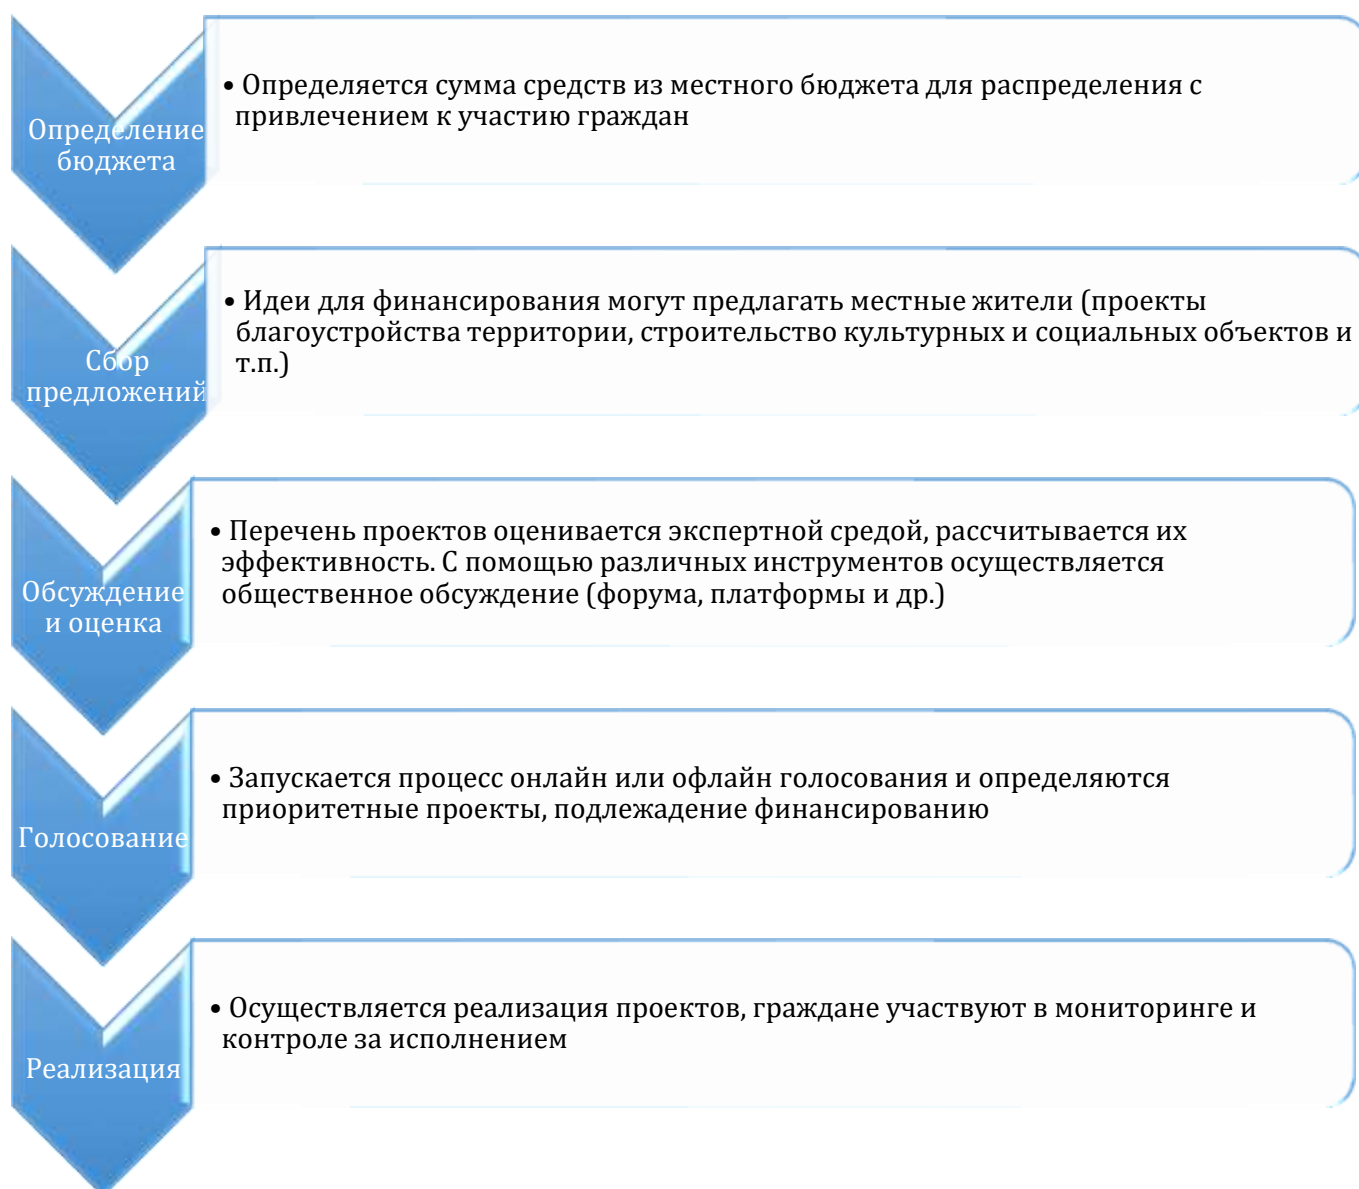 Определение
бюджета
• Определяется сумма средств из местного бюджета для распределения с
привлечением к участию граждан
Сбор
предложений
• Идеи для финансирования могут предлагать местные жители (проекты
благоустройства территории, строительство культурных и социальных объектов и
т.п.)
Обсуждение
и оценка
• Перечень проектов оценивается экспертной средой, рассчитывается их
эффективность. С помощью различных инструментов осуществляется
общественное обсуждение (форума, платформы и др.)
Голосование
• Запускается процесс онлайн или офлайн голосования и определяются
приоритетные проекты, подлежадение финансированию
Реализация
• Осуществляется реализация проектов, граждане участвуют в мониторинге и
контроле за исполнением